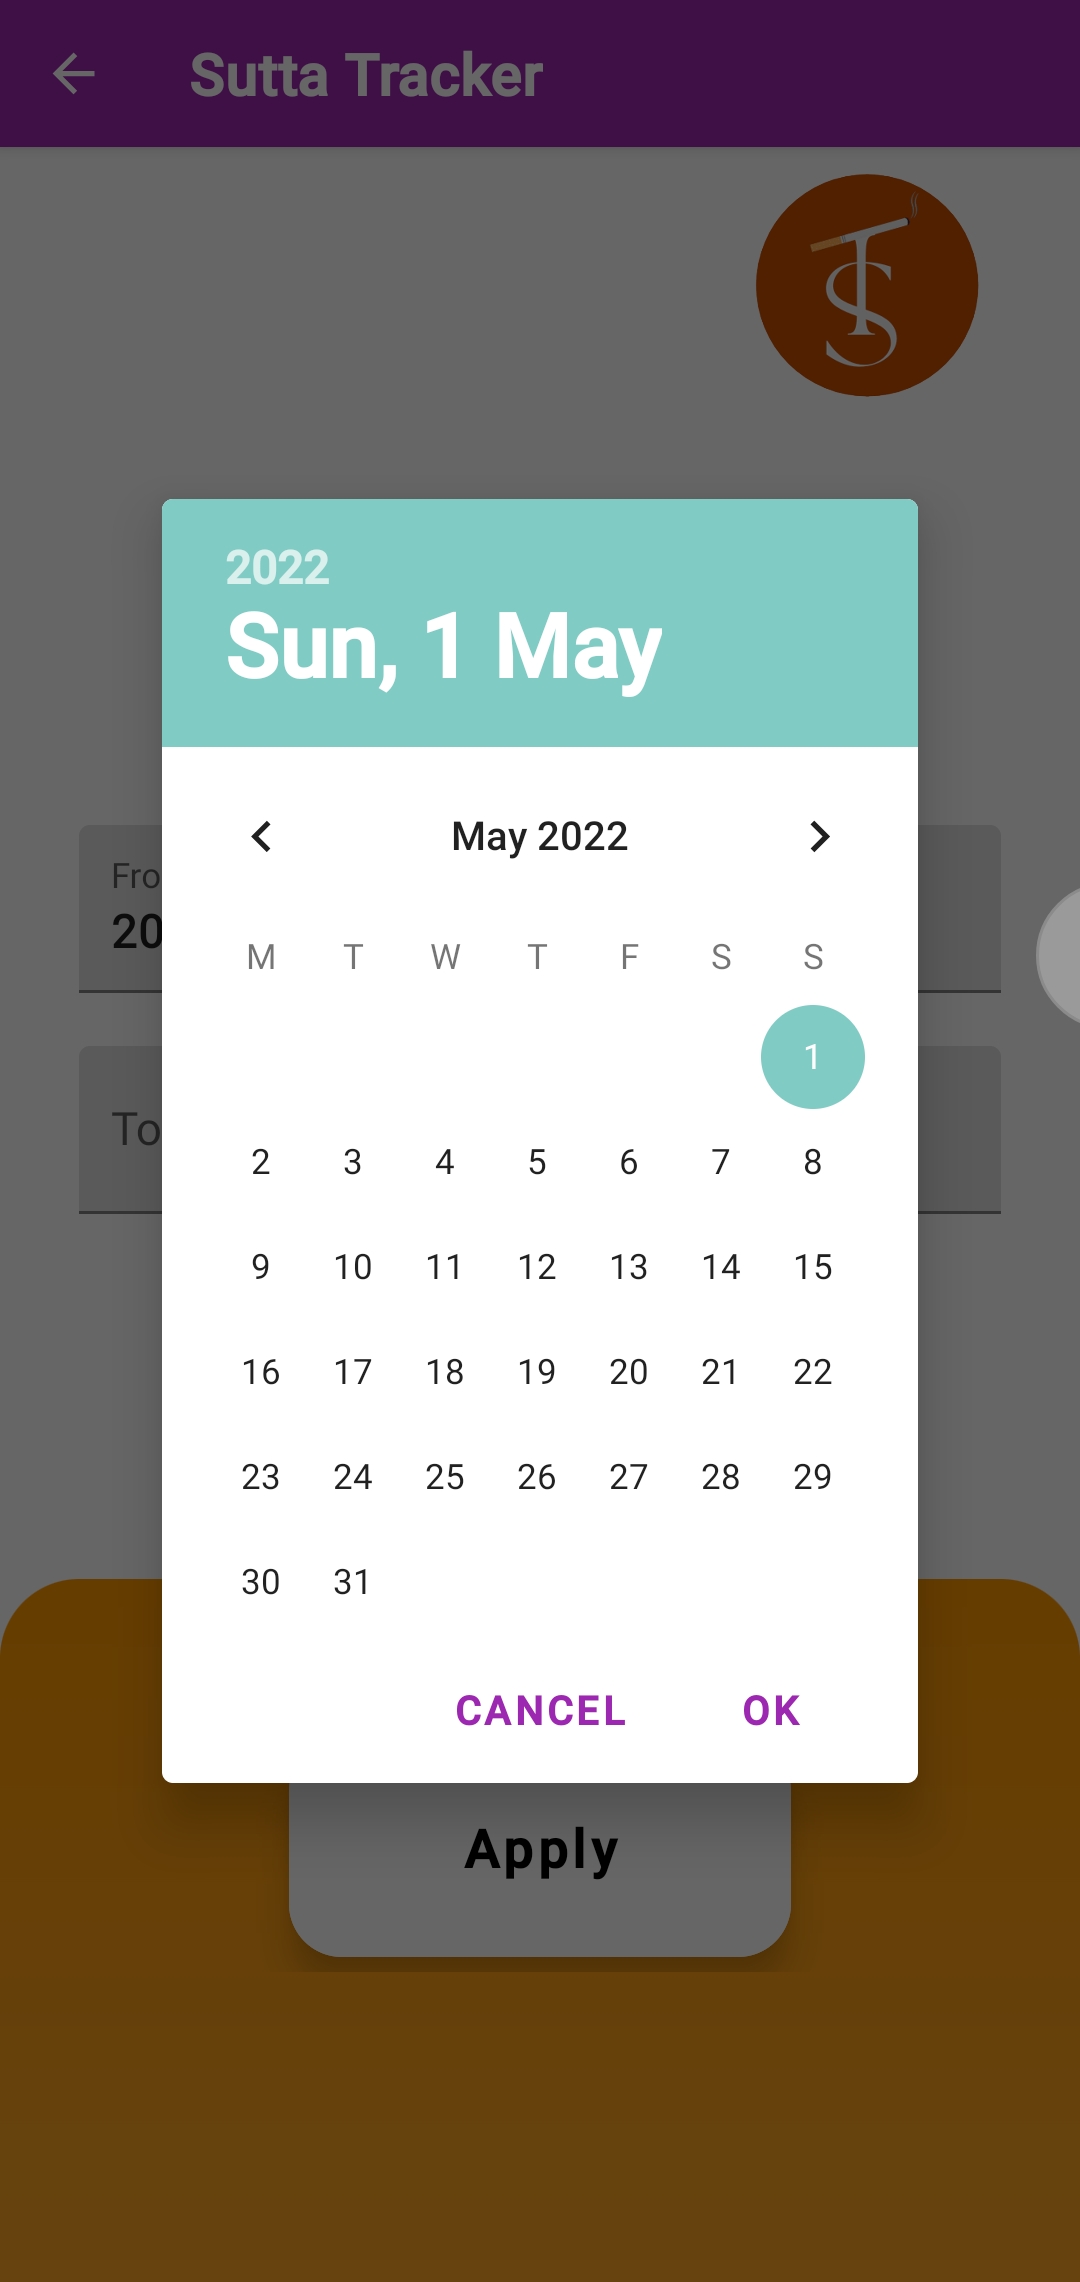 Sutta Tracker
TS
2022
Sun, 1 May
Fro
20
May 2022
M T W T F S S
1
To
2 3 4 5 6 7 8
9 10 11 12 13 14 15
16 17 18 19 20 21 22
23 24 25 26 27 28 29
30 31
CANCEL OK
Apply